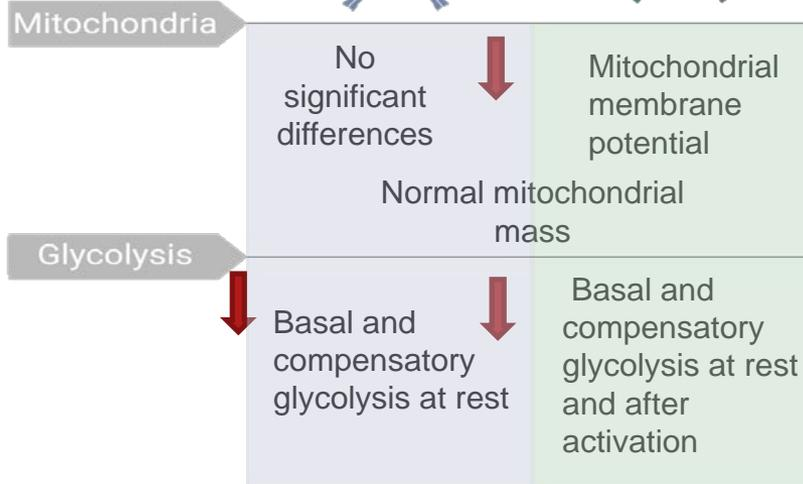 Mitochondria
No
significant
differences
Mitochondrial
membrane
potential
Normal mitochondrial
mass
Glycolysis
Basal and
compensatory
glycolysis at rest
Basal and
compensatory
glycolysis at rest
and after
activation